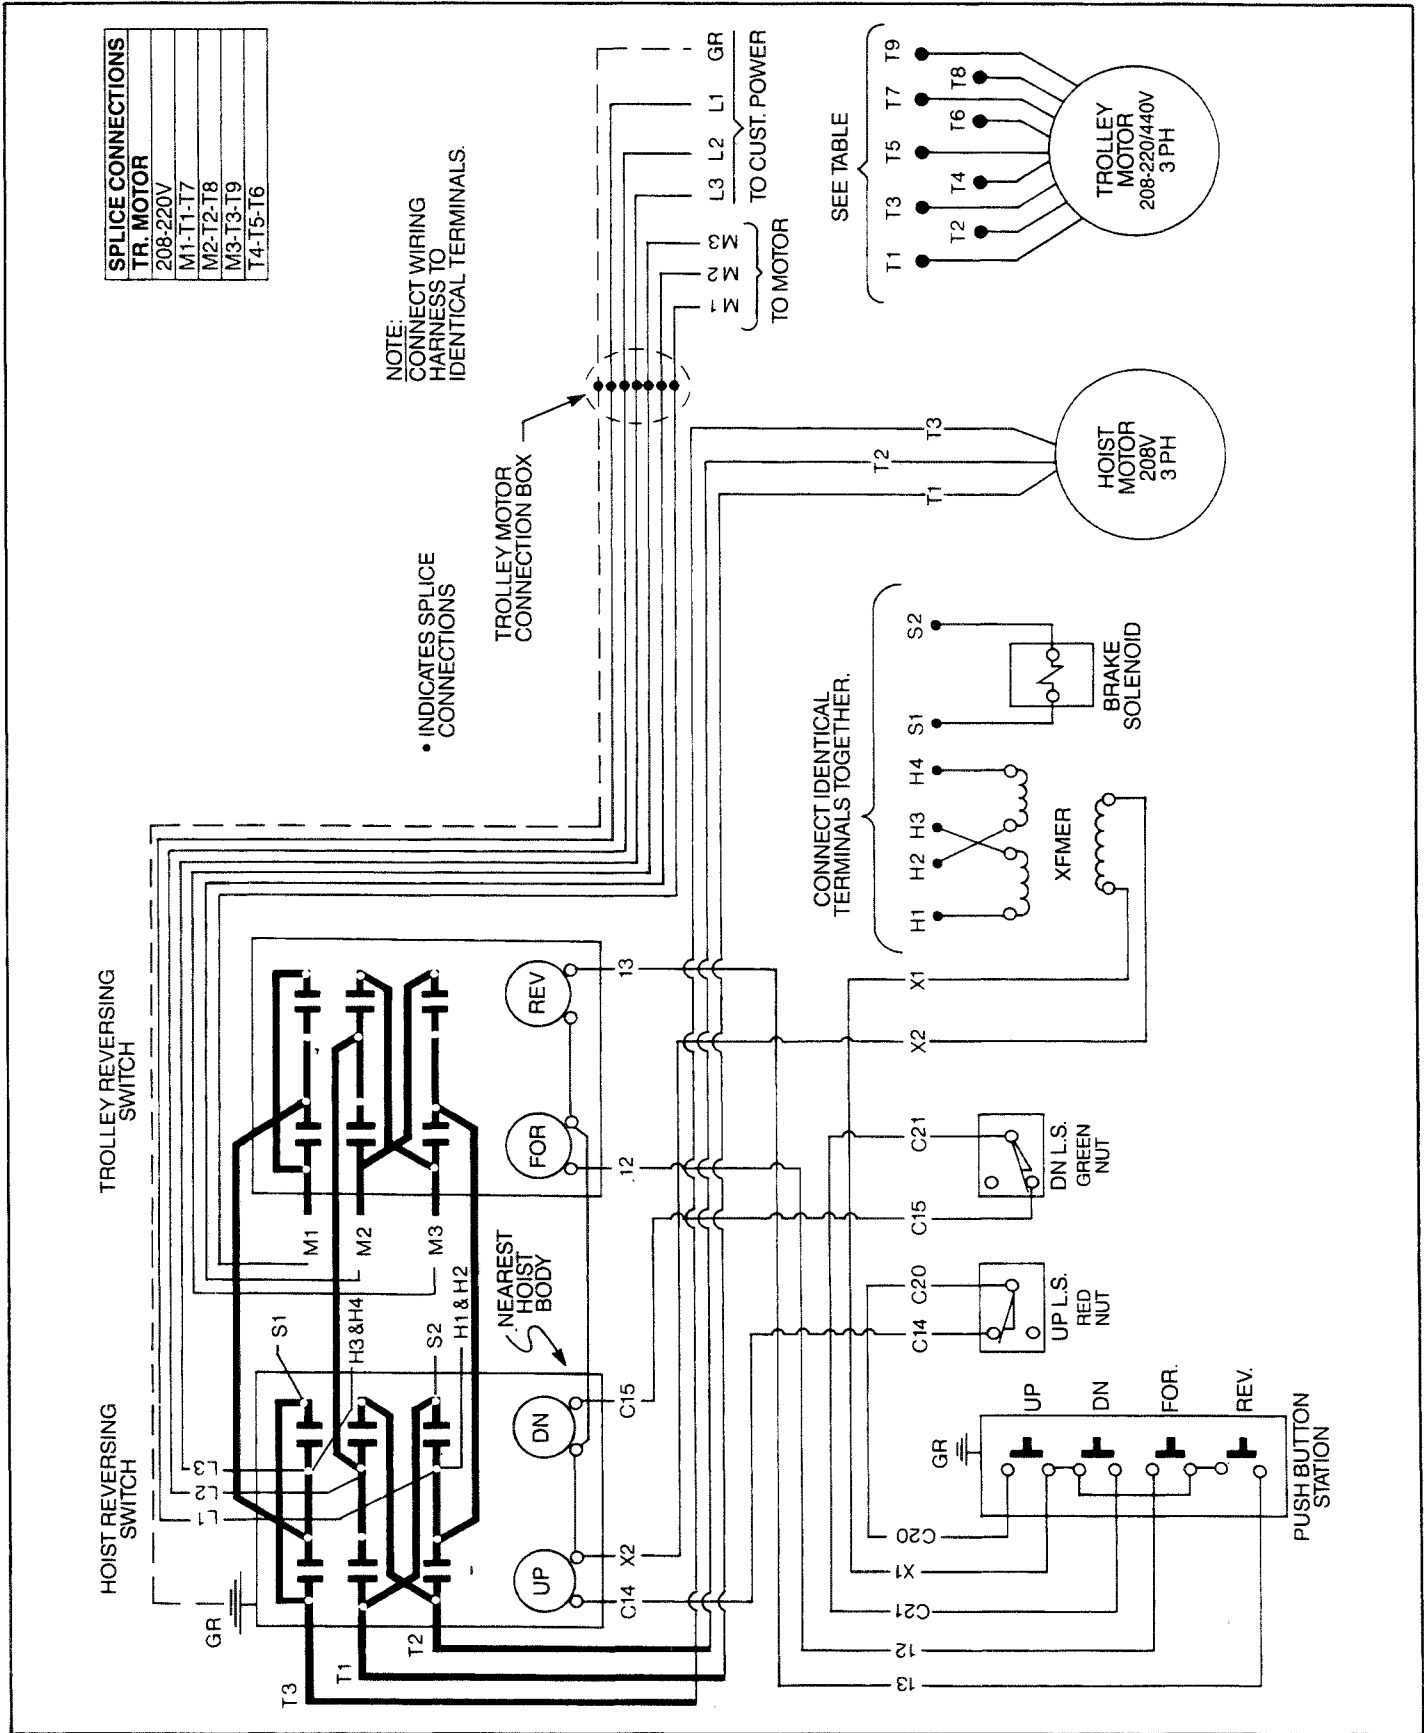 SPLICE CONNECTIONS
TR. MOTOR
208-220V
M1-T1-T7
M2-T2-T8
M3-T3-T9
T4-T5-T6
NOTE:
CONNECT WIRING
HARNESS TO
IDENTICAL TERMINALS.
• INDICATES SPLICE
CONNECTIONS
TROLLEY MOTOR
CONNECTION BOX
GR
L1
L2
L3
TO CUST. POWER
M3
M2
M1
TO MOTOR
SEE TABLE
T9
T8
T7
T6
T5
T4
T3
T2
T1
TROLLEY
MOTOR
208-220/440V
3 PH
T3
T2
T1
HOIST
MOTOR
208V
3 PH
HOIST REVERSING
SWITCH
TROLLEY REVERSING
SWITCH
GR
L1
L2
L3
S1
H3 & H4
S2
H1 & H2
M1
M2
M3
T3
T1
T2
NEAREST
HOIST
BODY
UP
DN
FOR
REV
C14
X2
C15
12
13
CONNECT IDENTICAL
TERMINALS TOGETHER.
H1
H2
H3
H4
S1
S2
XFMER
BRAKE
SOLENOID
X1
X2
C21
C15
DN L.S.
GREEN
NUT
C20
C14
UP L.S.
RED
NUT
GR
UP
DN
FOR.
REV.
PUSH BUTTON
STATION
C20
X1
C21
12
13